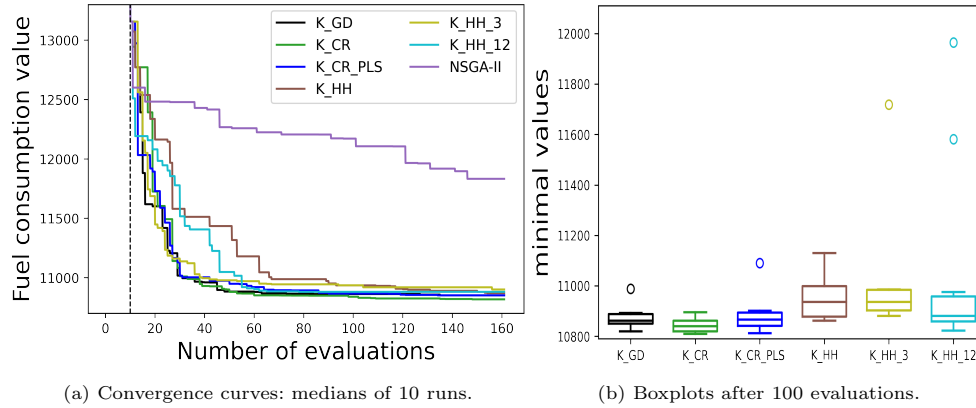 Fuel consumption value
13000
12500
12000
11500
11000
0
20
40
60
80
100
120
140
160
Number of evaluations
K_GD
K_CR
K_CR_PLS
K_HH
K_HH_3
K_HH_12
NSGA-II
(a) Convergence curves: medians of 10 runs.
minimal values
12000
11800
11600
11400
11200
11000
10800
K_GD
K_CR
K_CR_PLS
K_HH
K_HH_3
K_HH_12
(b) Boxplots after 100 evaluations.